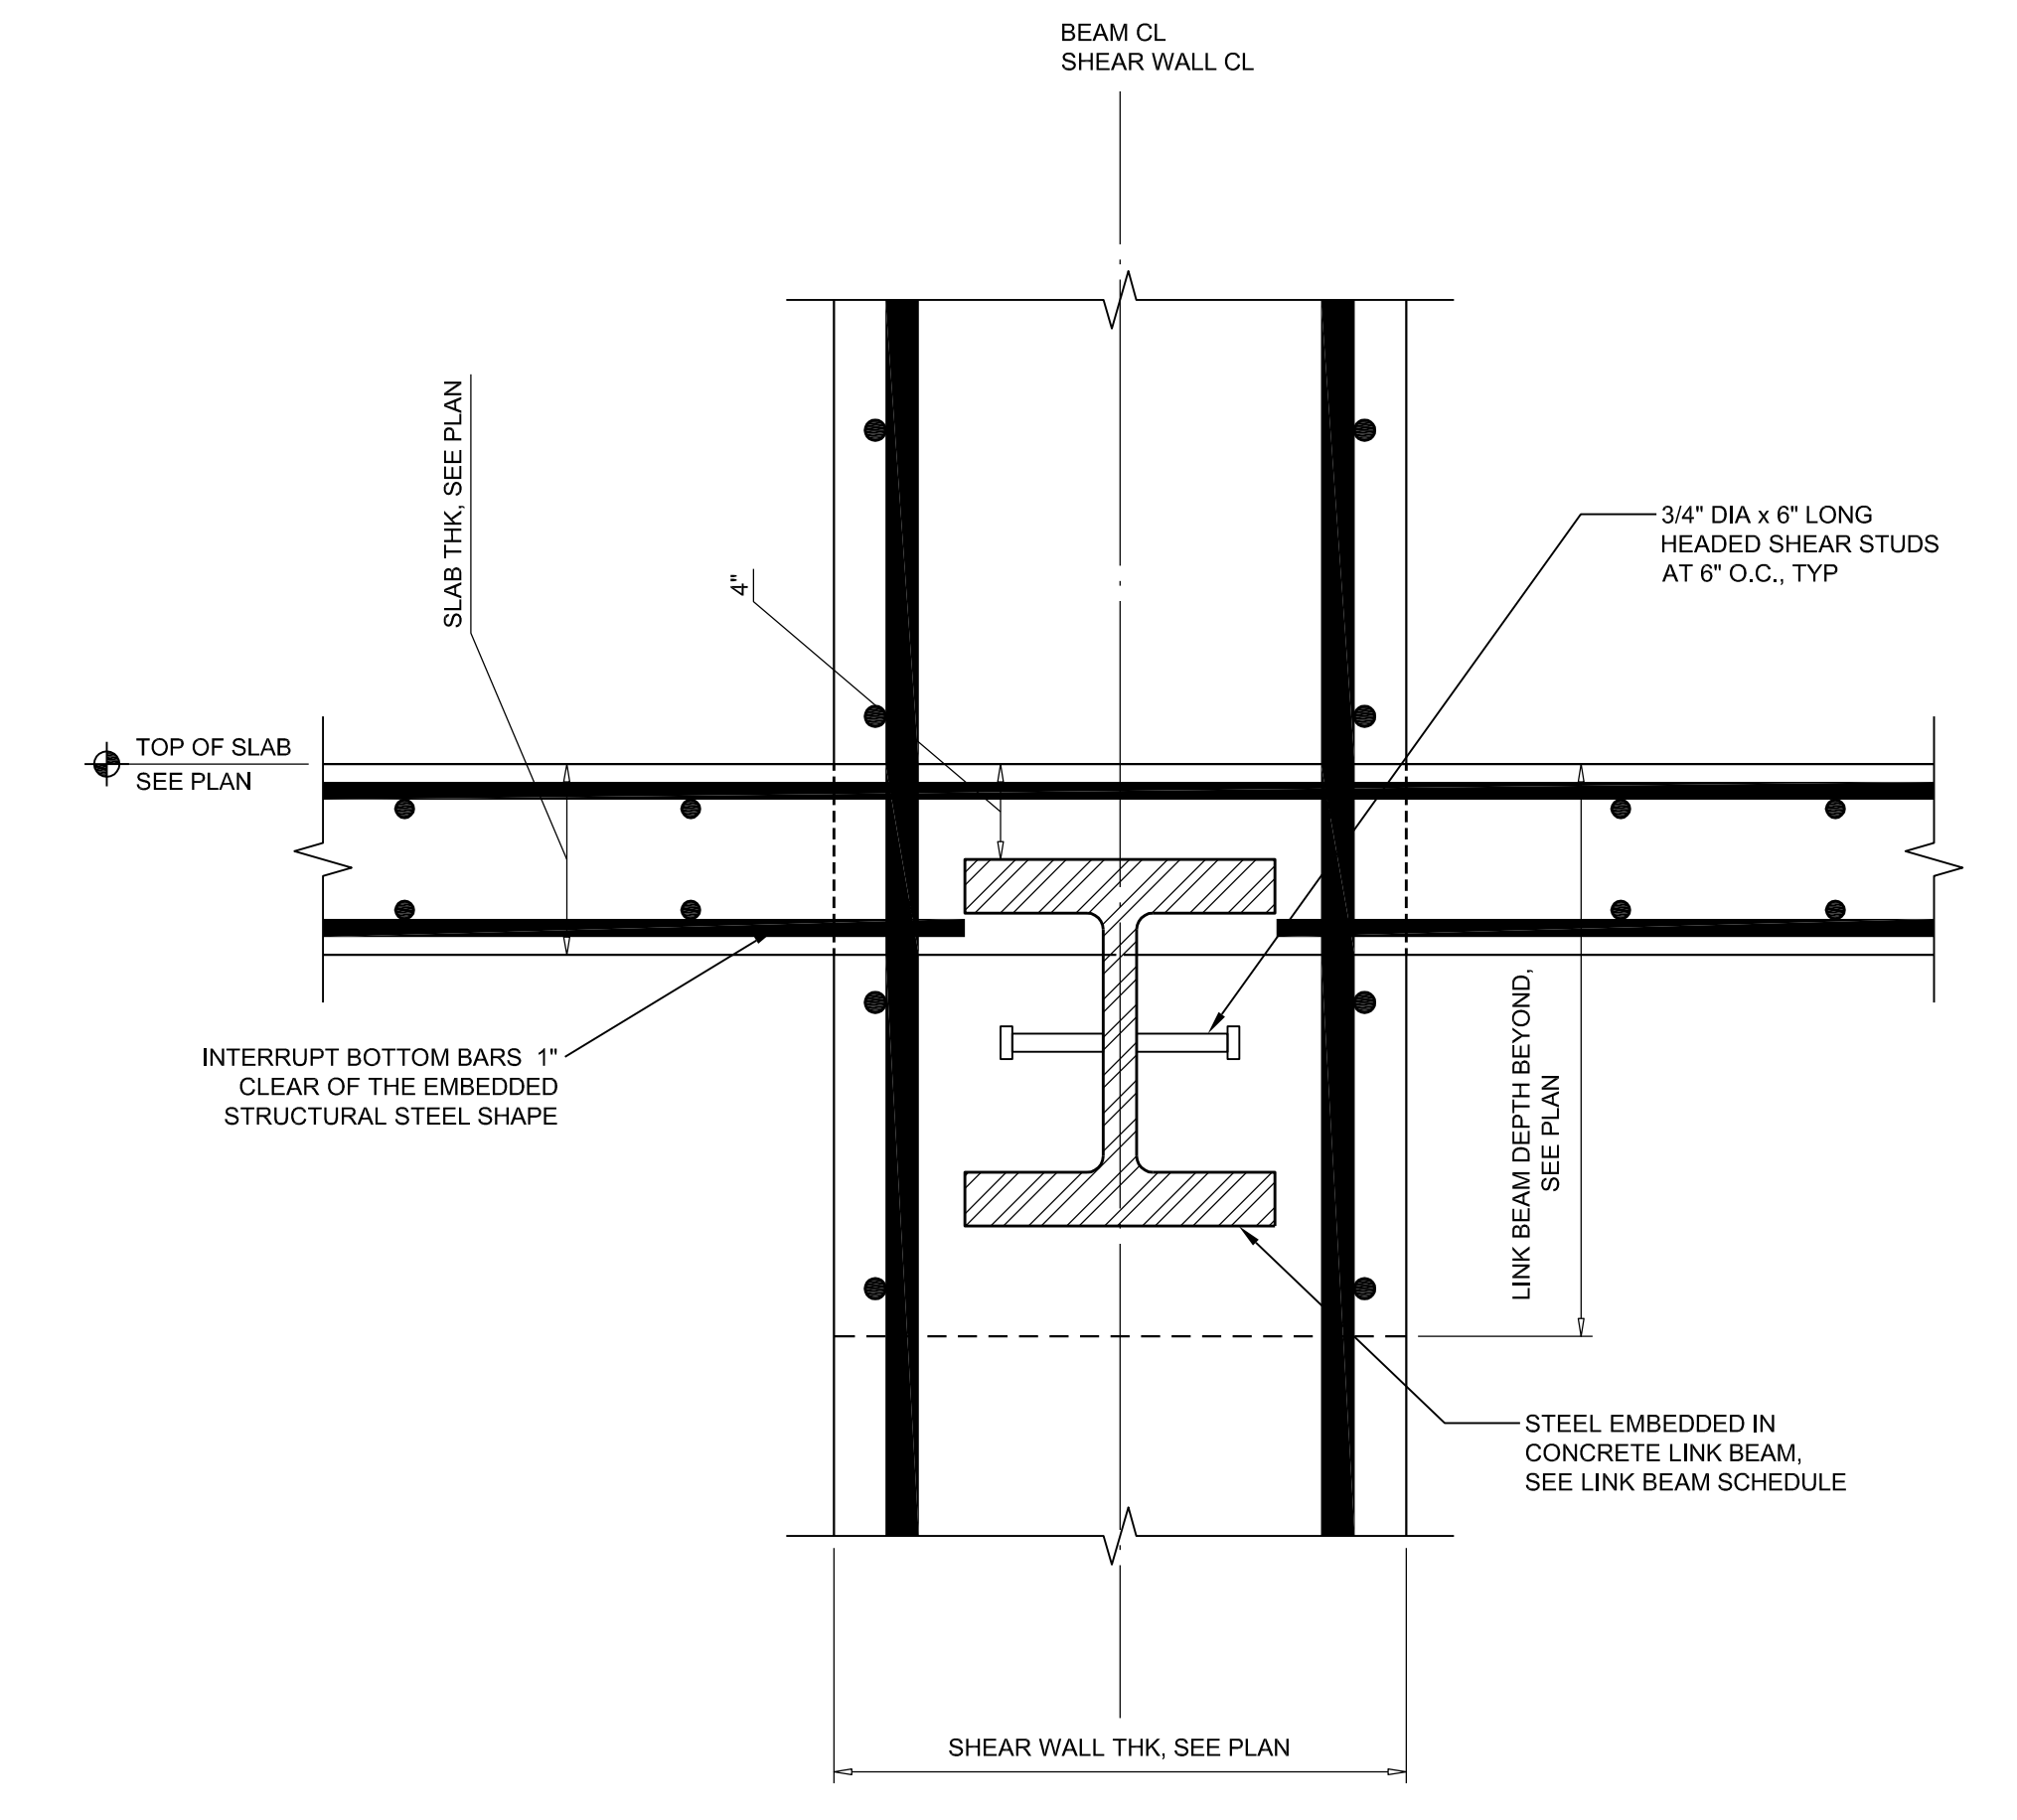 BEAM CL
SHEAR WALL CL
SLAB THK, SEE PLAN
4"
3/4" DIA x 6" LONG
HEADED SHEAR STUDS
AT 6" O.C., TYP
TOP OF SLAB
SEE PLAN
INTERRUPT BOTTOM BARS 1"
CLEAR OF THE EMBEDDED
STRUCTURAL STEEL SHAPE
LINK BEAM DEPTH BEYOND,
SEE PLAN
STEEL EMBEDDED IN
CONCRETE LINK BEAM,
SEE LINK BEAM SCHEDULE
SHEAR WALL THK, SEE PLAN